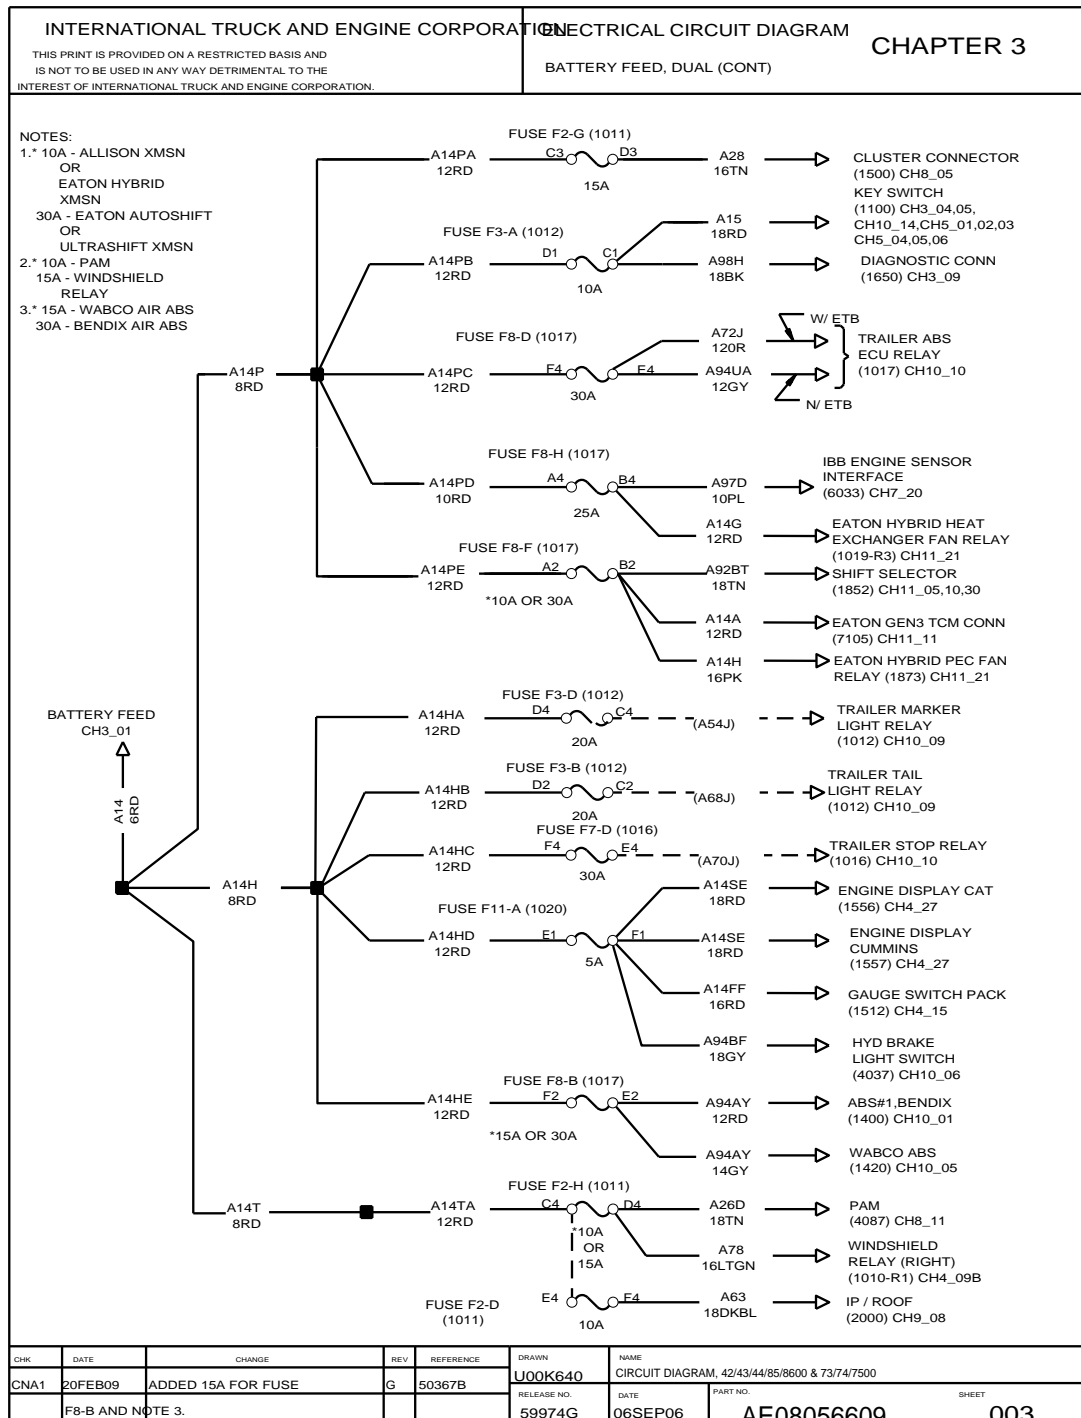 INTERNATIONAL TRUCK AND ENGINE CORPORATION
THIS PRINT IS PROVIDED ON A RESTRICTED BASIS AND
IS NOT TO BE USED IN ANY WAY DETRIMENTAL TO THE
INTEREST OF INTERNATIONAL TRUCK AND ENGINE CORPORATION.
ELECTRICAL CIRCUIT DIAGRAM
BATTERY FEED, DUAL (CONT)
CHAPTER 3
NOTES:
1.* 10A - ALLISON XMSN
OR
EATON HYBRID
XMSN
30A - EATON AUTOSHIFT
OR
ULTRASHIFT XMSN
2.* 10A - PAM
15A - WINDSHIELD
RELAY
3.* 15A - WABCO AIR ABS
30A - BENDIX AIR ABS
FUSE F2-G (1011)
A14PA
12RD
C3
D3
15A
A28
16TN
CLUSTER CONNECTOR
(1500) CH8_05
KEY SWITCH
(1100) CH3_04,05,
CH10_14,CH5_01,02,03
CH5_04,05,06
A15
18RD
FUSE F3-A (1012)
A14PB
12RD
D1
C1
10A
A98H
18BK
DIAGNOSTIC CONN
(1650) CH3_09
FUSE F8-D (1017)
A72J
120R
W/ ETB
TRAILER ABS
ECU RELAY
(1017) CH10_10
A14P
8RD
A14PC
12RD
F4
E4
30A
A94UA
12GY
N/ ETB
FUSE F8-H (1017)
A14PD
10RD
A4
B4
25A
A97D
10PL
IBB ENGINE SENSOR
INTERFACE
(6033) CH7_20
A14G
12RD
EATON HYBRID HEAT
EXCHANGER FAN RELAY
(1019-R3) CH11_21
FUSE F8-F (1017)
A14PE
12RD
A2
B2
*10A OR 30A
A92BT
18TN
SHIFT SELECTOR
(1852) CH11_05,10,30
A14A
12RD
EATON GEN3 TCM CONN
(7105) CH11_11
A14H
16PK
EATON HYBRID PEC FAN
RELAY (1873) CH11_21
BATTERY FEED
CH3_01
A14
6RD
FUSE F3-D (1012)
A14HA
12RD
D4
C4
20A
(A54J)
TRAILER MARKER
LIGHT RELAY
(1012) CH10_09
FUSE F3-B (1012)
A14HB
12RD
D2
C2
20A
(A68J)
TRAILER TAIL
LIGHT RELAY
(1012) CH10_09
FUSE F7-D (1016)
A14HC
12RD
F4
E4
30A
(A70J)
TRAILER STOP RELAY
(1016) CH10_10
A14H
8RD
A14SE
18RD
ENGINE DISPLAY CAT
(1556) CH4_27
FUSE F11-A (1020)
A14HD
12RD
E1
F1
5A
A14SE
18RD
ENGINE DISPLAY
CUMMINS
(1557) CH4_27
A14FF
16RD
GAUGE SWITCH PACK
(1512) CH4_15
A94BF
18GY
HYD BRAKE
LIGHT SWITCH
(4037) CH10_06
FUSE F8-B (1017)
A14HE
12RD
F2
E2
*15A OR 30A
A94AY
12RD
ABS#1,BENDIX
(1400) CH10_01
A94AY
14GY
WABCO ABS
(1420) CH10_05
FUSE F2-H (1011)
A14T
8RD
A14TA
12RD
C4
D4
*10A
OR
15A
A26D
18TN
PAM
(4087) CH8_11
A78
16LTGN
WINDSHIELD
RELAY (RIGHT)
(1010-R1) CH4_09B
FUSE F2-D
(1011)
E4
F4
10A
A63
18DKBL
IP / ROOF
(2000) CH9_08
CHK DATE CHANGE REV REFERENCE
CNA1 20FEB09 ADDED 15A FOR FUSE G 50367B
F8-B AND NOTE 3.
DRAWN
U00K640
NAME
CIRCUIT DIAGRAM, 42/43/44/85/8600 & 73/74/7500
RELEASE NO.
59974G
DATE
06SEP06
PART NO.
AE08056609
SHEET
003